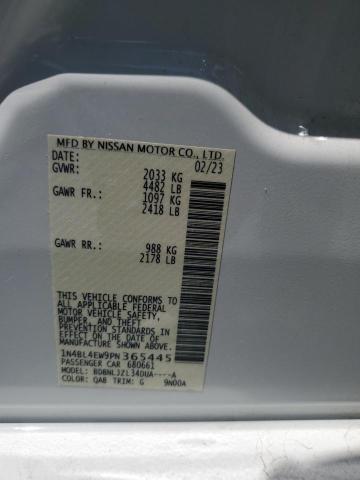 MFD BY NISSAN MOTOR CO., LTD.
DATE: 02/23
GVWR: 2033 KG
4482 LB
GAWR FR.: 1097 KG
2418 LB
GAWR RR.: 988 KG
2178 LB
THIS VEHICLE CONFORMS TO ALL
APPLICABLE FEDERAL MOTOR
VEHICLE SAFETY, BUMPER, AND
THEFT PREVENTION STANDARDS IN
EFFECT ON THE DATE OF
MANUFACTURE SHOWN ABOVE.
1N4BL4EW9PN365445
PASSENGER CAR 680661
MODEL: BDBNLJZL34DUA----A
COLOR: QAB TRIM: G 9N00A